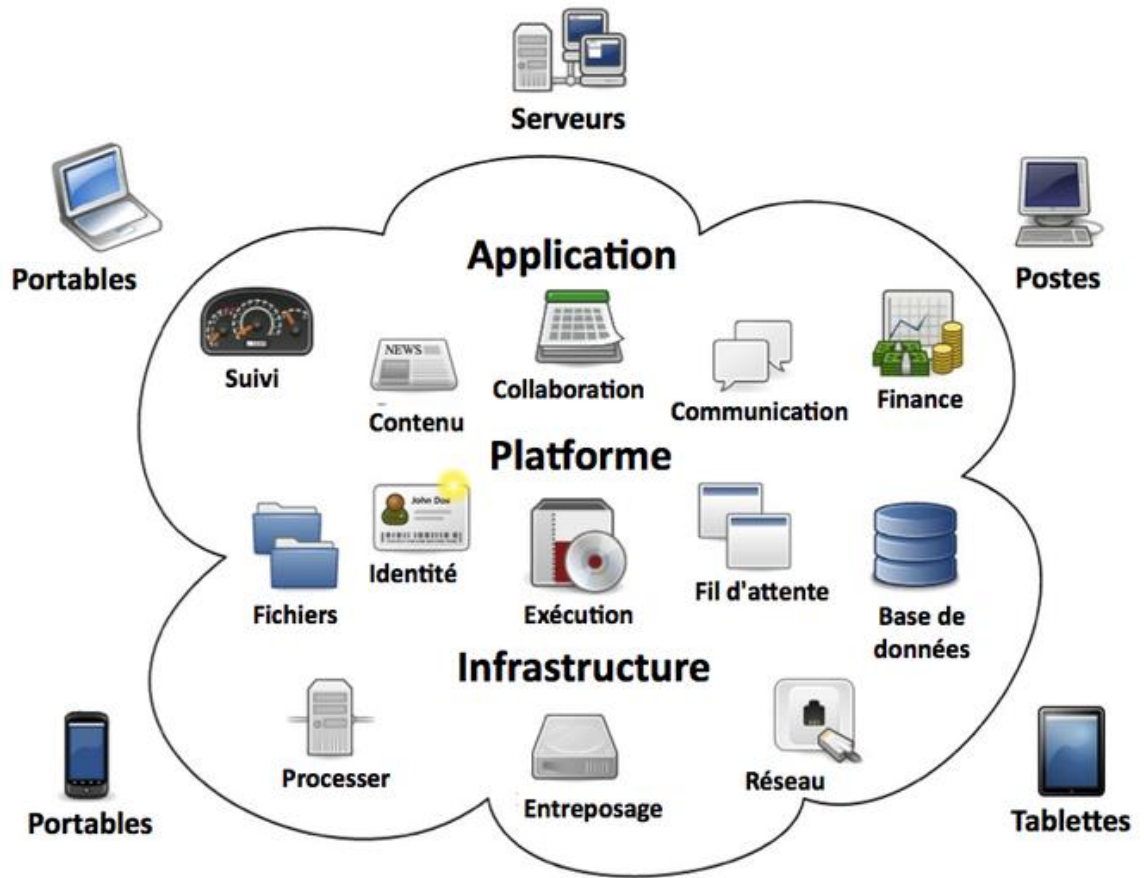 Serveurs
Portables
Postes
Application
Suivi
NEWS
Contenu
Collaboration
Communication
Finance
Platforme
John Doe
Fichiers
Identité
Exécution
Fil d'attente
Base de
données
Infrastructure
Processer
Entreposage
Réseau
Portables
Tablettes